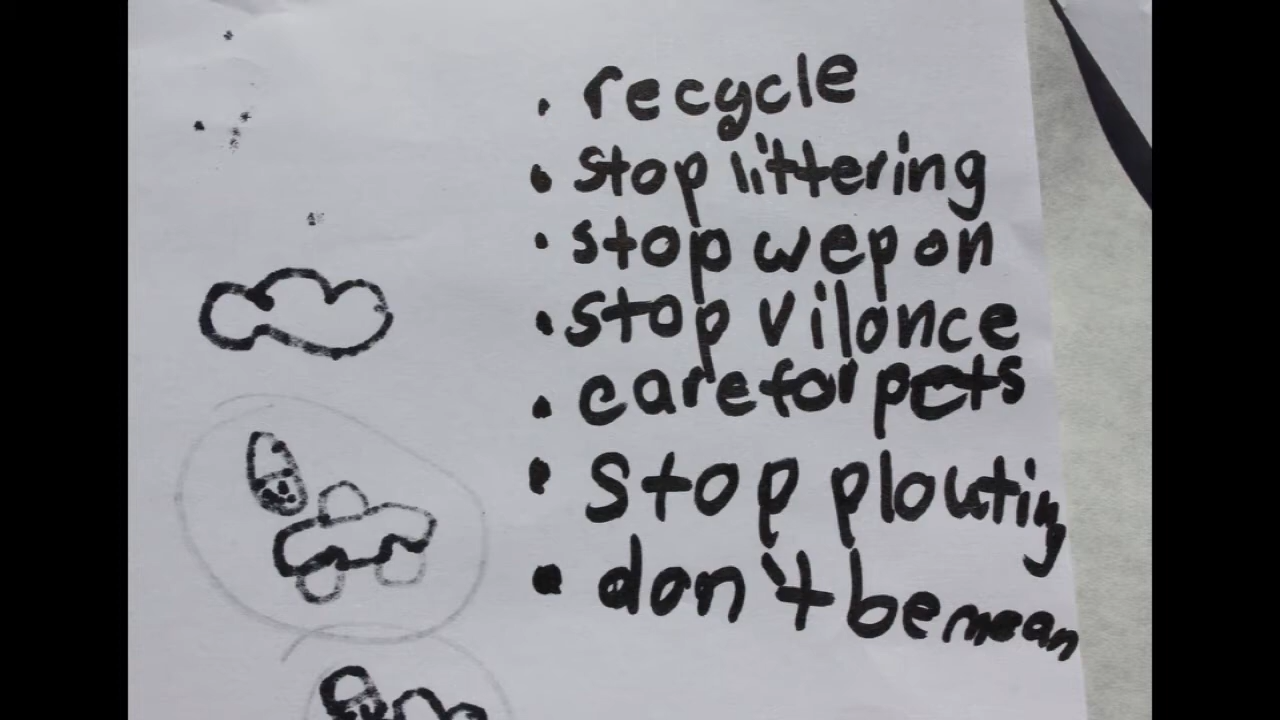 • recycle
• stop littering
• stop wepon
• stop vilonce
• care for pets
• stop plouting
• don't be mean